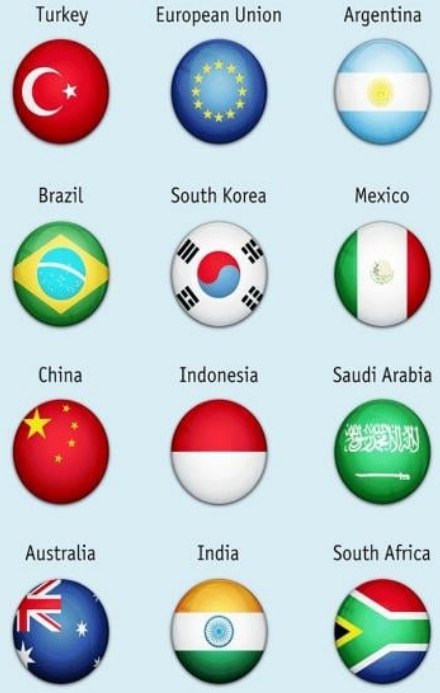 Turkey
European Union
Argentina
Brazil
South Korea
Mexico
China
Indonesia
Saudi Arabia
Australia
India
South Africa